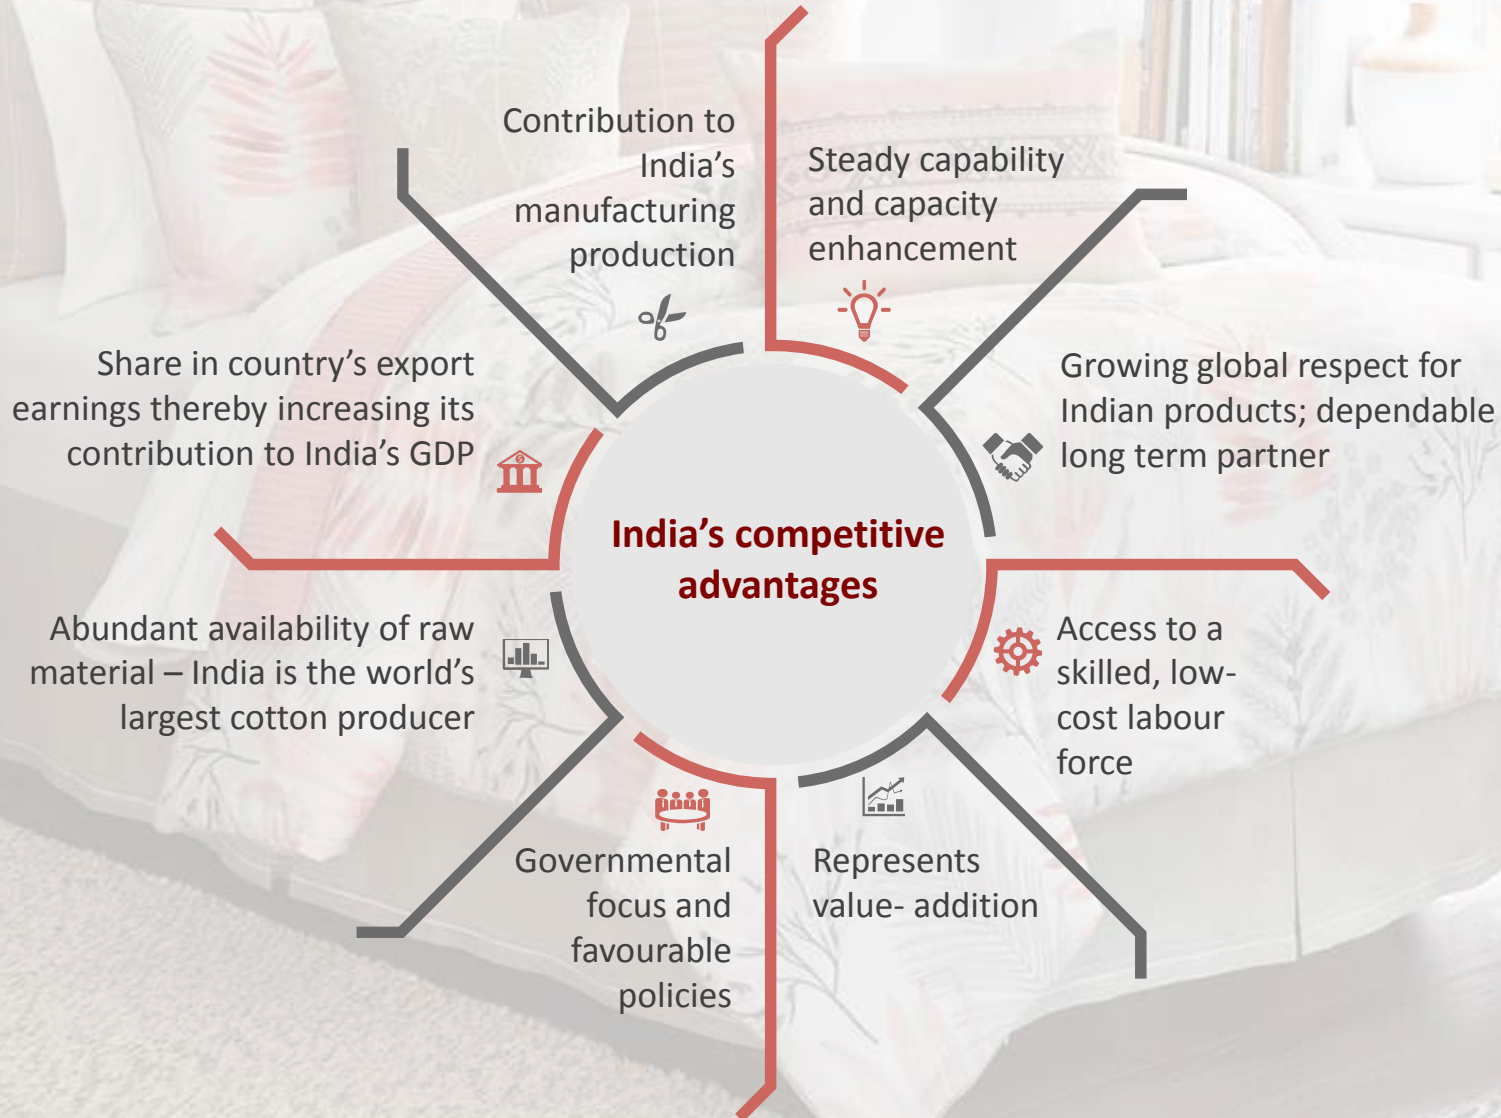 Contribution to
India’s
manufacturing
production
Steady capability
and capacity
enhancement
Share in country’s export
earnings thereby increasing its
contribution to India’s GDP
Growing global respect for
Indian products; dependable
long term partner
India’s competitive
advantages
Abundant availability of raw
material – India is the world’s
largest cotton producer
Access to a
skilled, low-
cost labour
force
Governmental
focus and
favourable
policies
Represents
value- addition